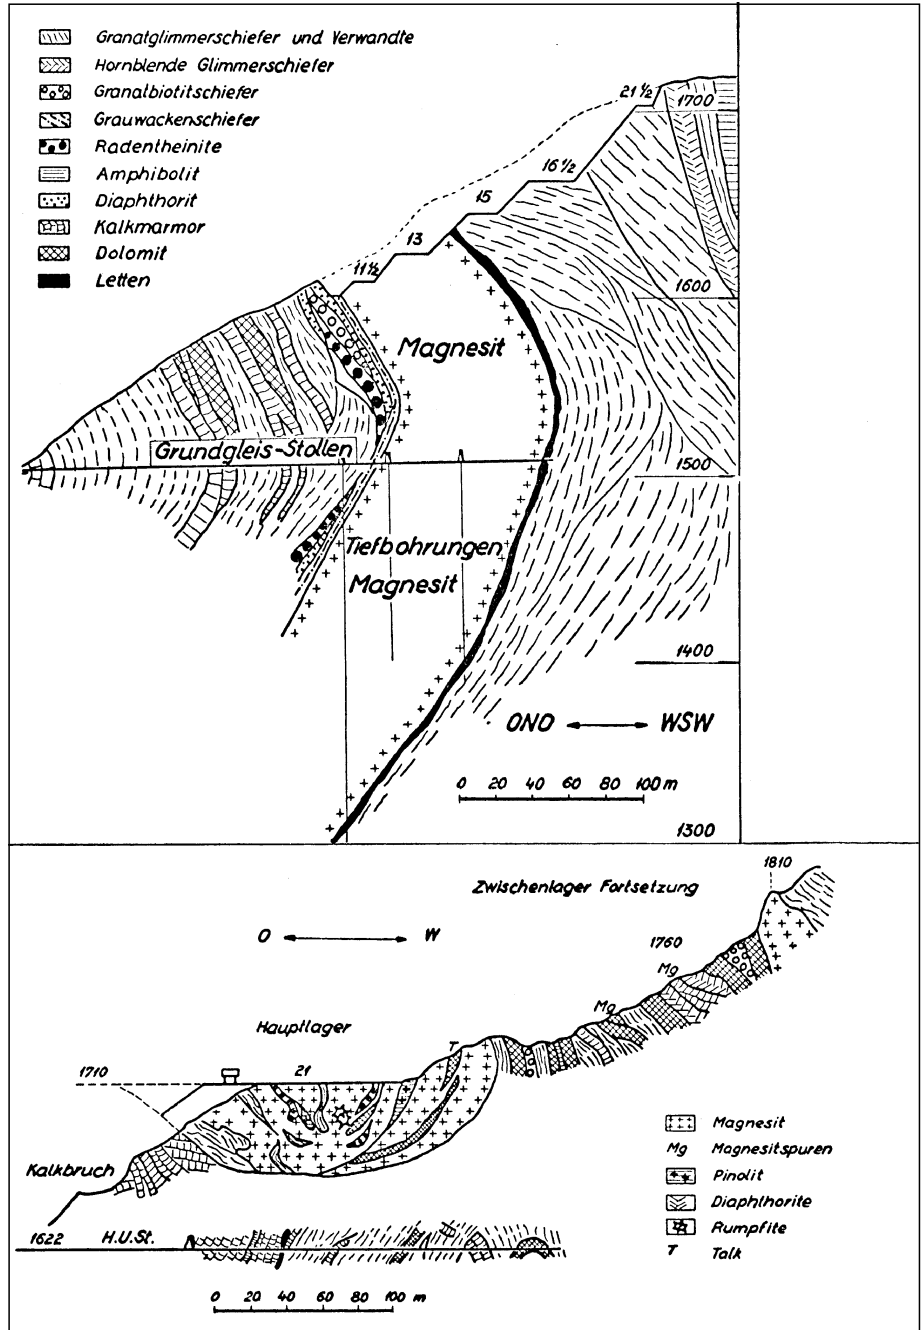 Granatglimmerschiefer und Verwandte
Hornblende Glimmerschiefer
Granatbiotitschiefer
Grauwackenschiefer
Radentheinite
Amphibolit
Diaphthorit
Kalkmarmor
Dolomit
Letten
21 1/2
1700
16 1/2
15
13
11 1/2
1600
Magnesit
Grundgleis-Stollen
1500
Tiefbohrungen
Magnesit
1400
ONO WSW
0 20 40 60 80 100 m
1300
1810
Zwischenlager Fortsetzung
O W
1760
Mg
Mg
Hauptlager
T
1710
21
Kalkbruch
1622 H.U.St.
0 20 40 60 80 100 m
Magnesit
Mg Magnesitspuren
Pinolit
Diaphthorite
Rumpfite
T Talk